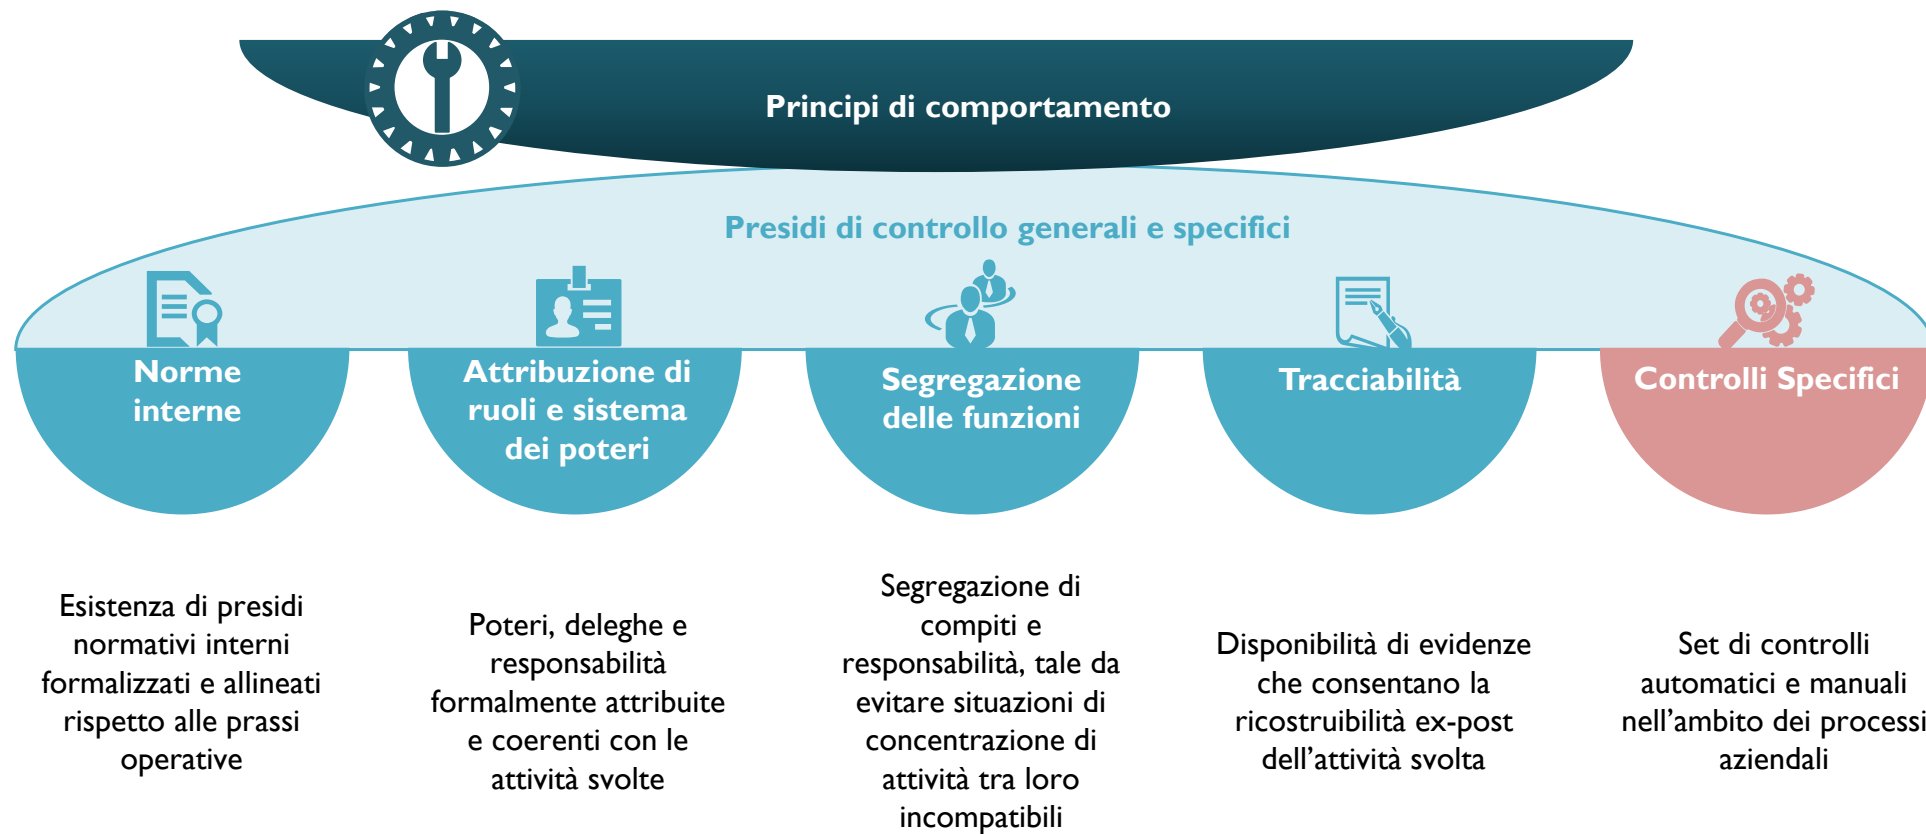 Principi di comportamento
Presidi di controllo generali e specifici
Norme
interne
Attribuzione di
ruoli e sistema
dei poteri
Segregazione
delle funzioni
Tracciabilità
Controlli Specifici
Esistenza di presidi
normativi interni
formalizzati e allineati
rispetto alle prassi
operative
Poteri, deleghe e
responsabilità
formalmente attribuite
e coerenti con le
attività svolte
Segregazione di
compiti e
responsabilità, tale da
evitare situazioni di
concentrazione di
attività tra loro
incompatibili
Disponibilità di evidenze
che consentano la
ricostruibilità ex-post
dell’attività svolta
Set di controlli
automatici e manuali
nell’ambito dei processi
aziendali